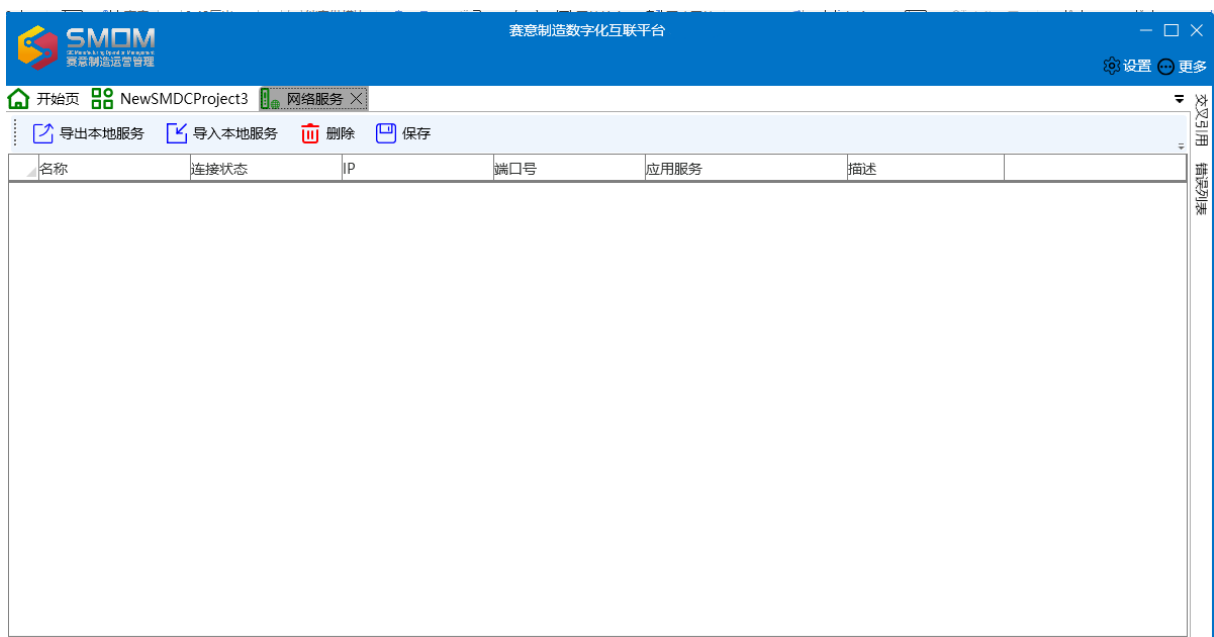 SMOM
赛意制造运营管理
赛意制造数字化互联平台
设置 更多
开始页 NewSMDCProject3 网络服务
导出本地服务 导入本地服务 删除 保存
名称 连接状态 IP 端口号 应用服务 描述
交叉引用
错误列表